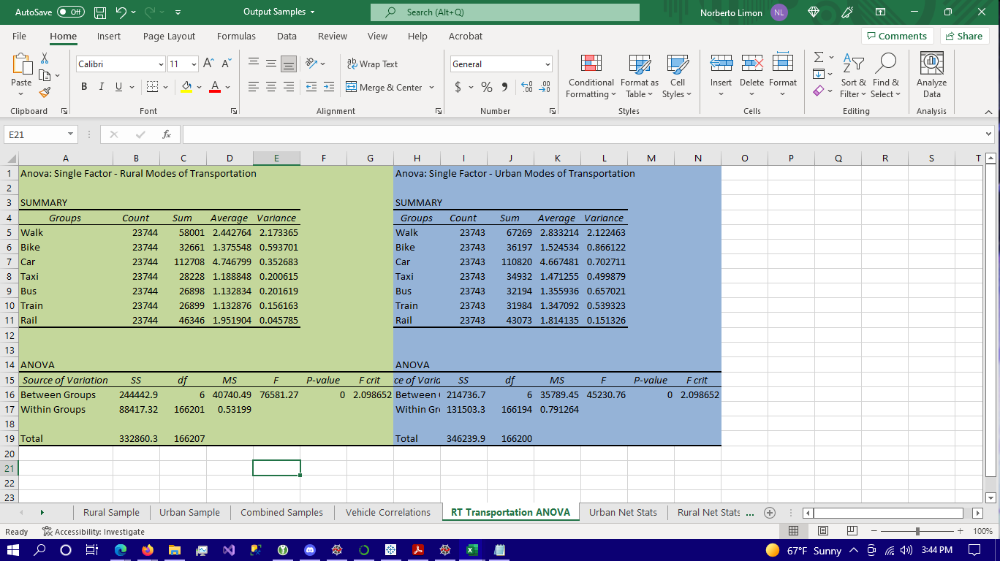 AutoSave Off Output Samples Search (Alt+Q) Norberto Limon NL
File Home Insert Page Layout Formulas Data Review View Help Acrobat Comments Share
Calibri 11 Wrap Text General
Paste B I U Merge & Center $ % Conditional Formatting Format as Table Cell Styles Insert Delete Format Sort & Filter Find & Select Analyze Data
Clipboard Font Alignment Number Styles Cells Editing Analysis
E21 fx
A B C D E F G H I J K L M N O P Q R S T
1 Anova: Single Factor - Rural Modes of Transportation Anova: Single Factor - Urban Modes of Transportation
2
3 SUMMARY SUMMARY
4 Groups Count Sum Average Variance Groups Count Sum Average Variance
5 Walk 23744 58001 2.442764 2.173365 Walk 23743 67269 2.833214 2.122463
6 Bike 23744 32661 1.375548 0.593701 Bike 23743 36197 1.524534 0.866122
7 Car 23744 112708 4.746799 0.352683 Car 23743 110820 4.667481 0.702711
8 Taxi 23744 28228 1.188848 0.200615 Taxi 23743 34932 1.471255 0.499879
9 Bus 23744 26898 1.132834 0.201619 Bus 23743 32194 1.355936 0.657021
10 Train 23744 26899 1.132876 0.156163 Train 23743 31984 1.347092 0.539323
11 Rail 23744 46346 1.951904 0.045785 Rail 23743 43073 1.814135 0.151326
12
13
14 ANOVA ANOVA
15 Source of Variation SS df MS F P-value F crit ce of Varia SS df MS F P-value F crit
16 Between Groups 244442.9 6 40740.49 76581.27 0 2.098652 Between 214736.7 6 35789.45 45230.76 0 2.098652
17 Within Groups 88417.32 166201 0.53199 Within Gr 131503.3 166194 0.791264
18
19 Total 332860.3 166207 Total 346239.9 166200
20
21
22
23
Rural Sample Urban Sample Combined Samples Vehicle Correlations RT Transportation ANOVA Urban Net Stats Rural Net Stats ...
Ready Accessibility: Investigate 100%
67°F Sunny 3:44 PM